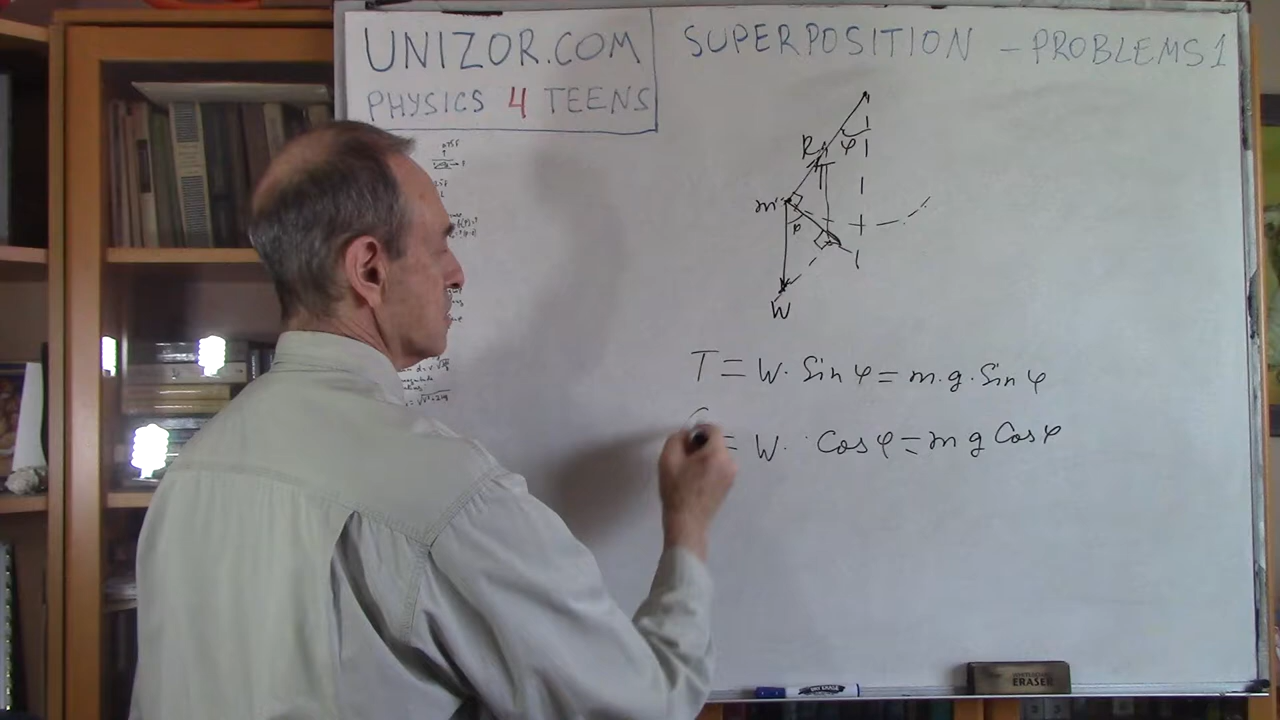 UNIZOR.COM
PHYSICS 4 TEENS
SUPERPOSITION - PROBLEMS 1
R
φ
m
W
T = W · Sin φ = m · g · Sin φ
= W · Cos φ = m g Cos φ
ERASER